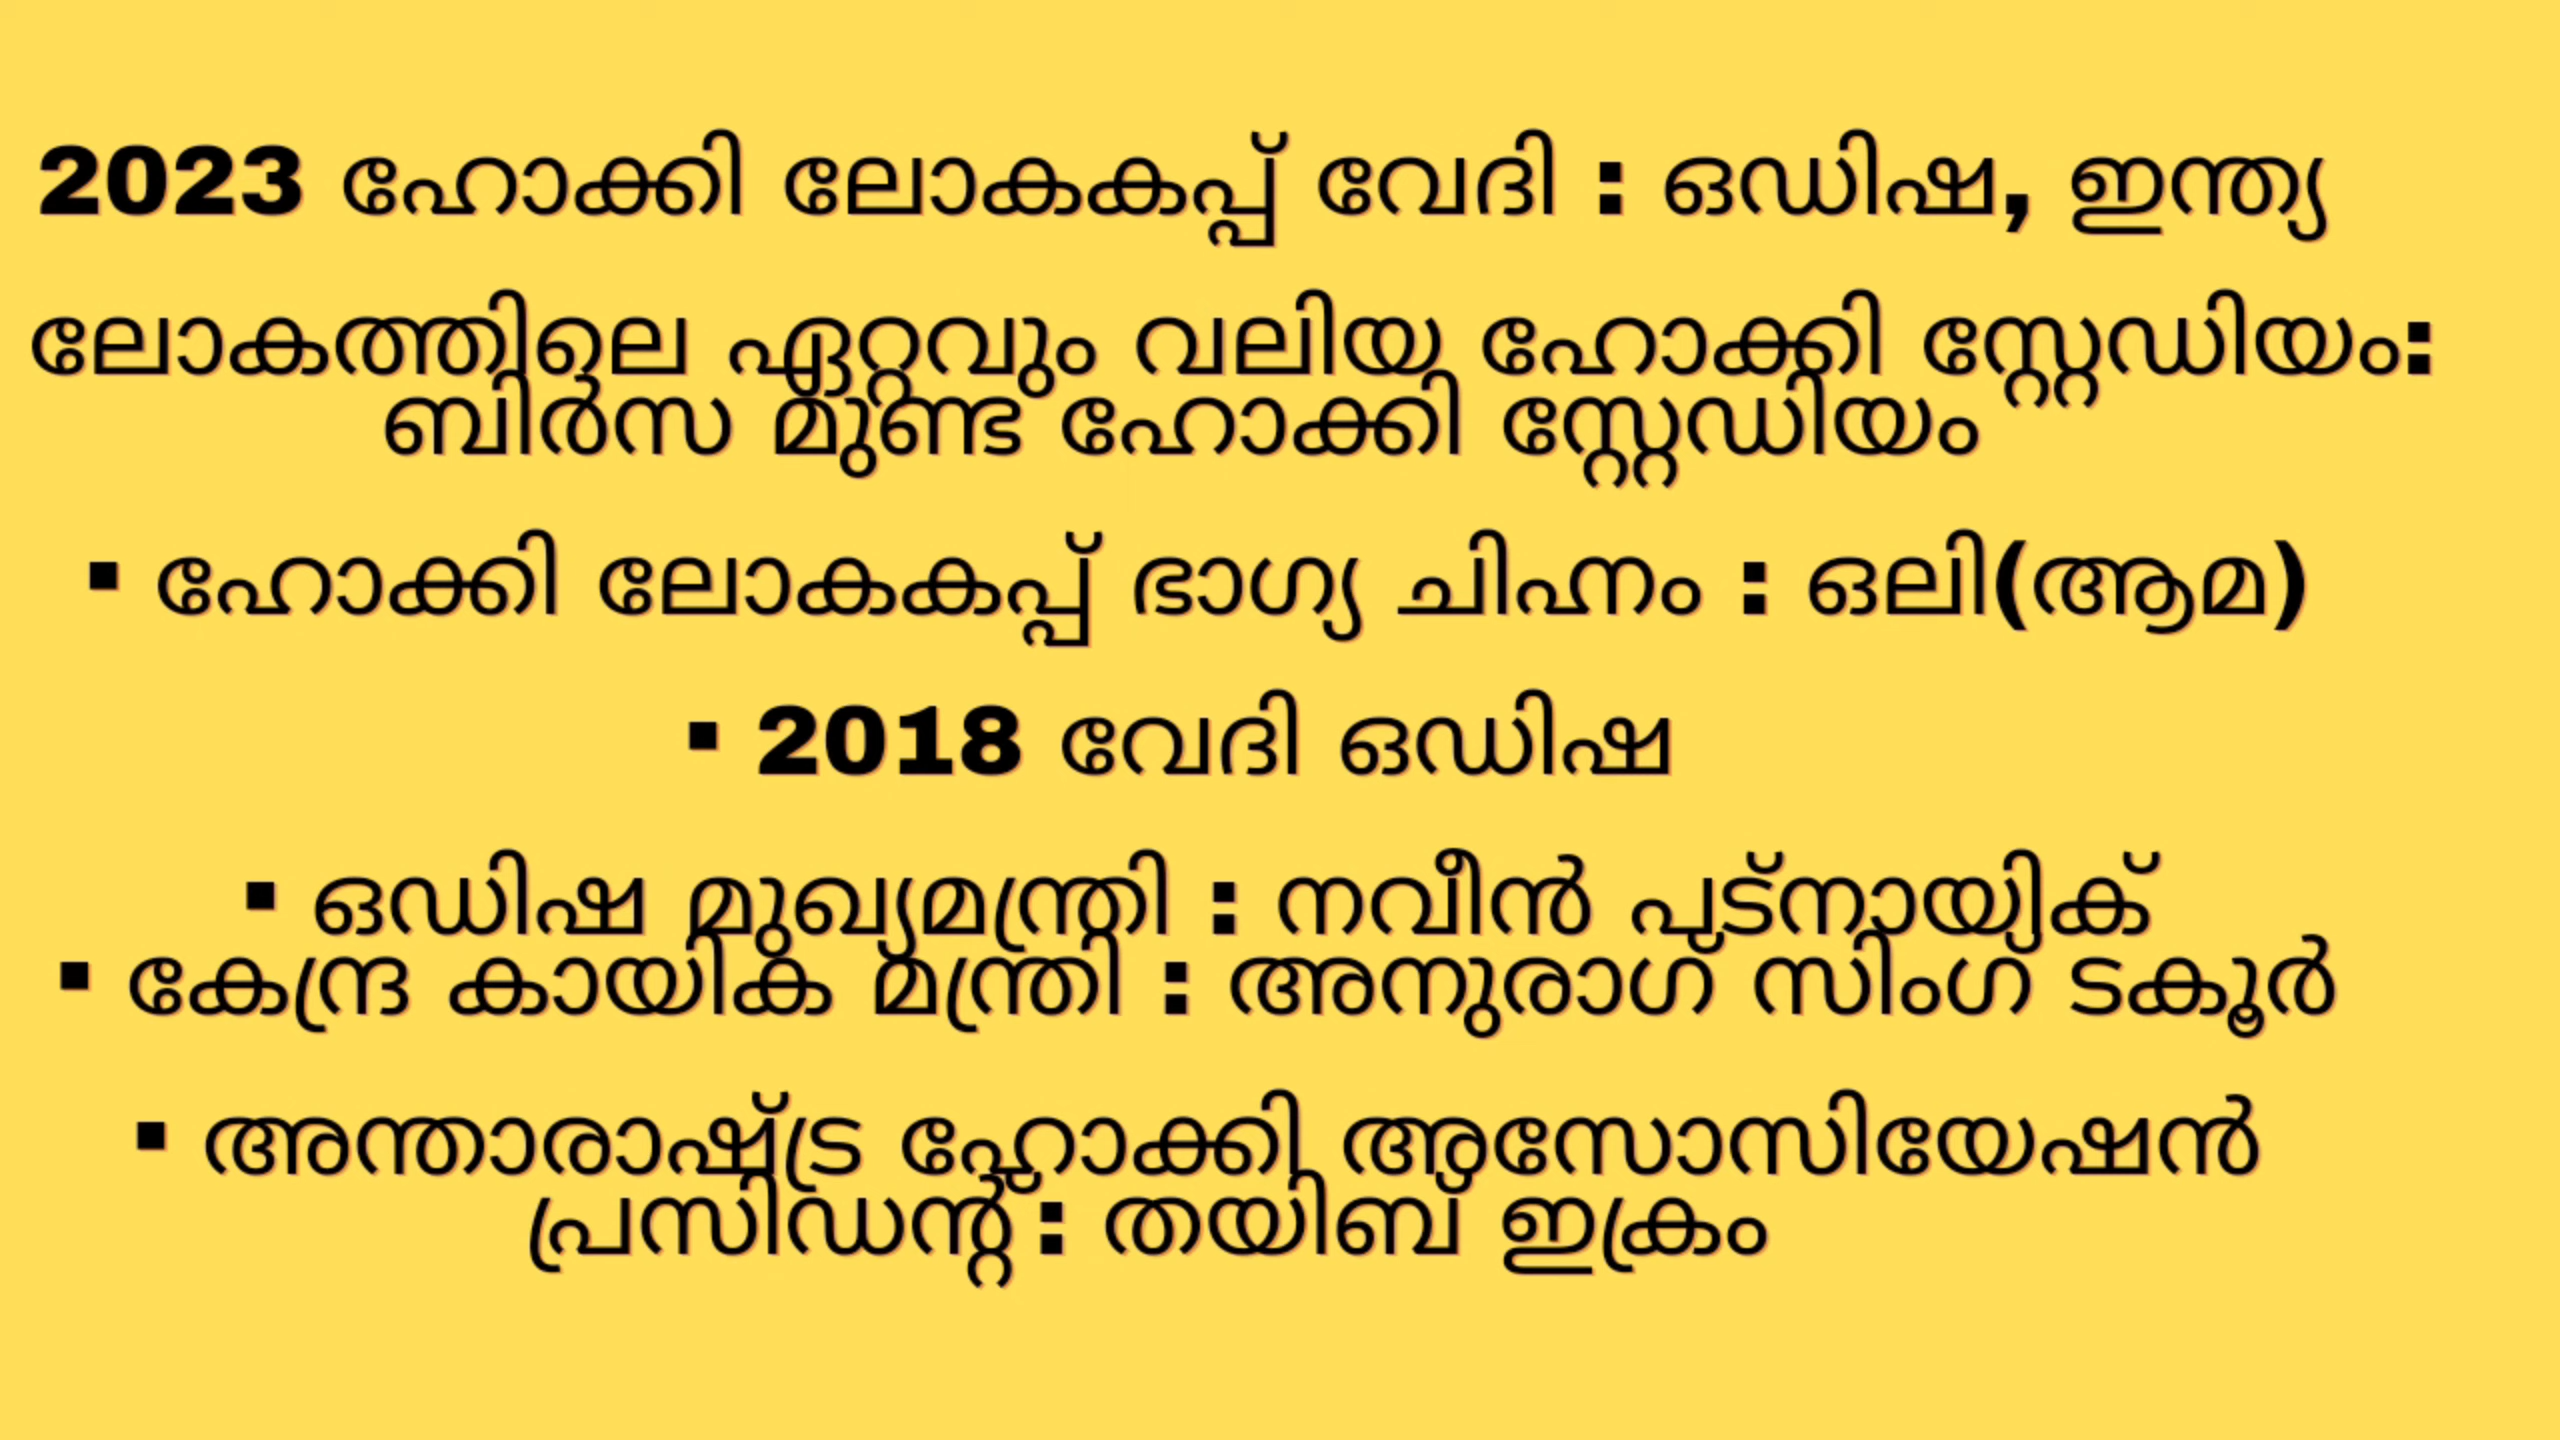 2023 ഹോക്കി ലോകകപ്പ് വേദി : ഒഡിഷ, ഇന്ത്യ
ലോകത്തിലെ ഏറ്റവും വലിയ ഹോക്കി സ്റ്റേഡിയം:
ബിർസ മുണ്ട ഹോക്കി സ്റ്റേഡിയം
▪ ഹോക്കി ലോകകപ്പ് ഭാഗ്യ ചിഹ്നം : ഒലി(ആമ)
▪ 2018 വേദി ഒഡിഷ
▪ ഒഡിഷ മുഖ്യമന്ത്രി : നവീൻ പട്നായിക്
▪ കേന്ദ്ര കായിക മന്ത്രി : അനുരാഗ് സിംഗ് ടകൂർ
▪ അന്താരാഷ്ട്ര ഹോക്കി അസോസിയേഷൻ
പ്രസിഡന്റ് : തയിബ് ഇക്രം